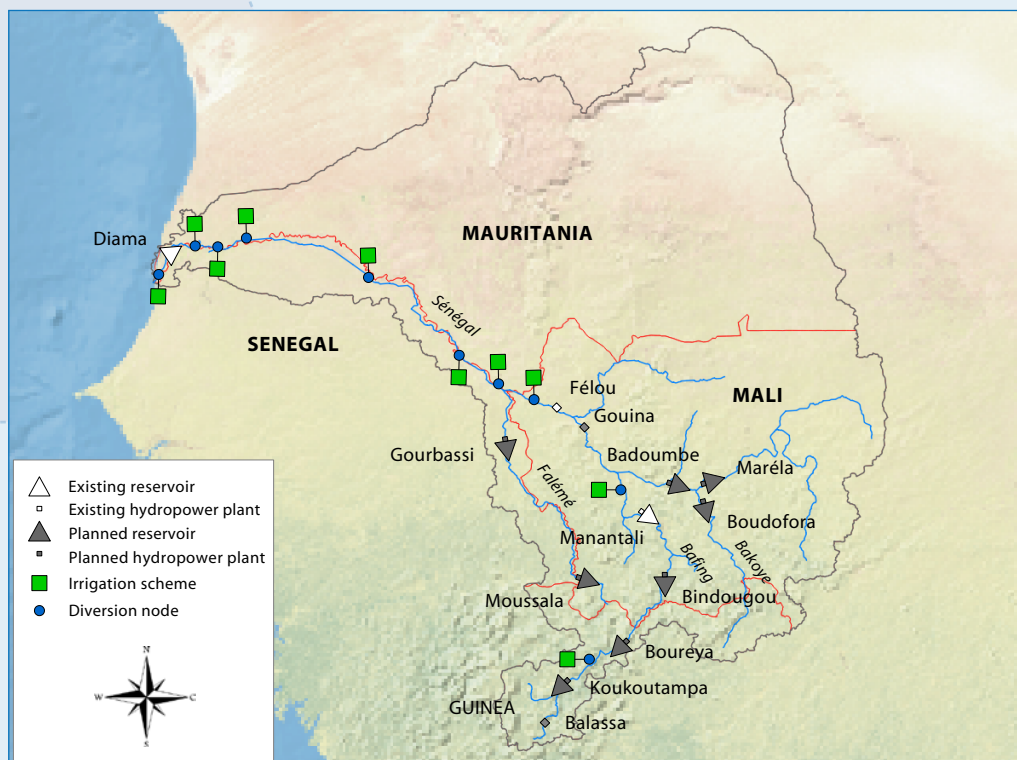 MAURITANIA
Diama
Sénégal
SENEGAL
MALI
Félou
Gouina
Gourbassi
Badoumbe
Maréla
Falémé
Boudofora
Manantali
Bafing
Bakoye
Moussala
Bindougou
Boureya
Koukoutampa
GUINEA
Balassa
Existing reservoir
Existing hydropower plant
Planned reservoir
Planned hydropower plant
Irrigation scheme
Diversion node
N
W C
S